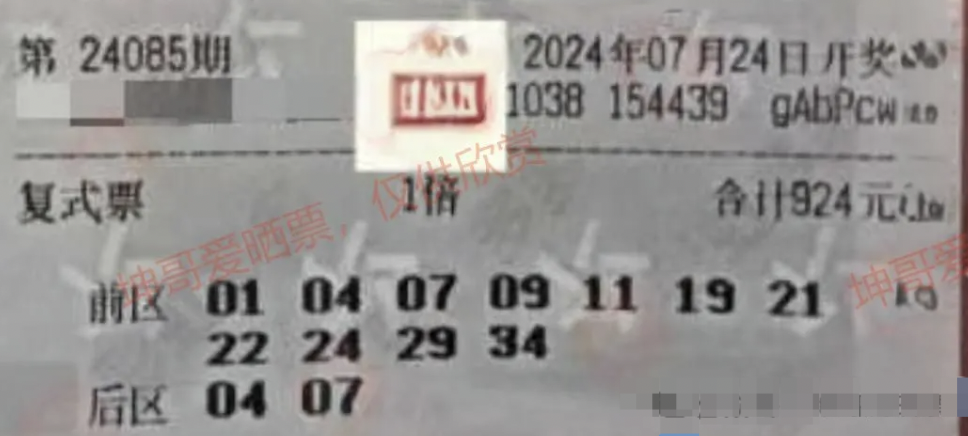 第 24085期
2024年07月24日开奖
1038 154439 gAbPcw
复式票 1倍 合计924元
坤哥爱晒票，仅供欣赏
坤哥爱
前区 01 04 07 09 11 19 21
22 24 29 34
后区 04 07